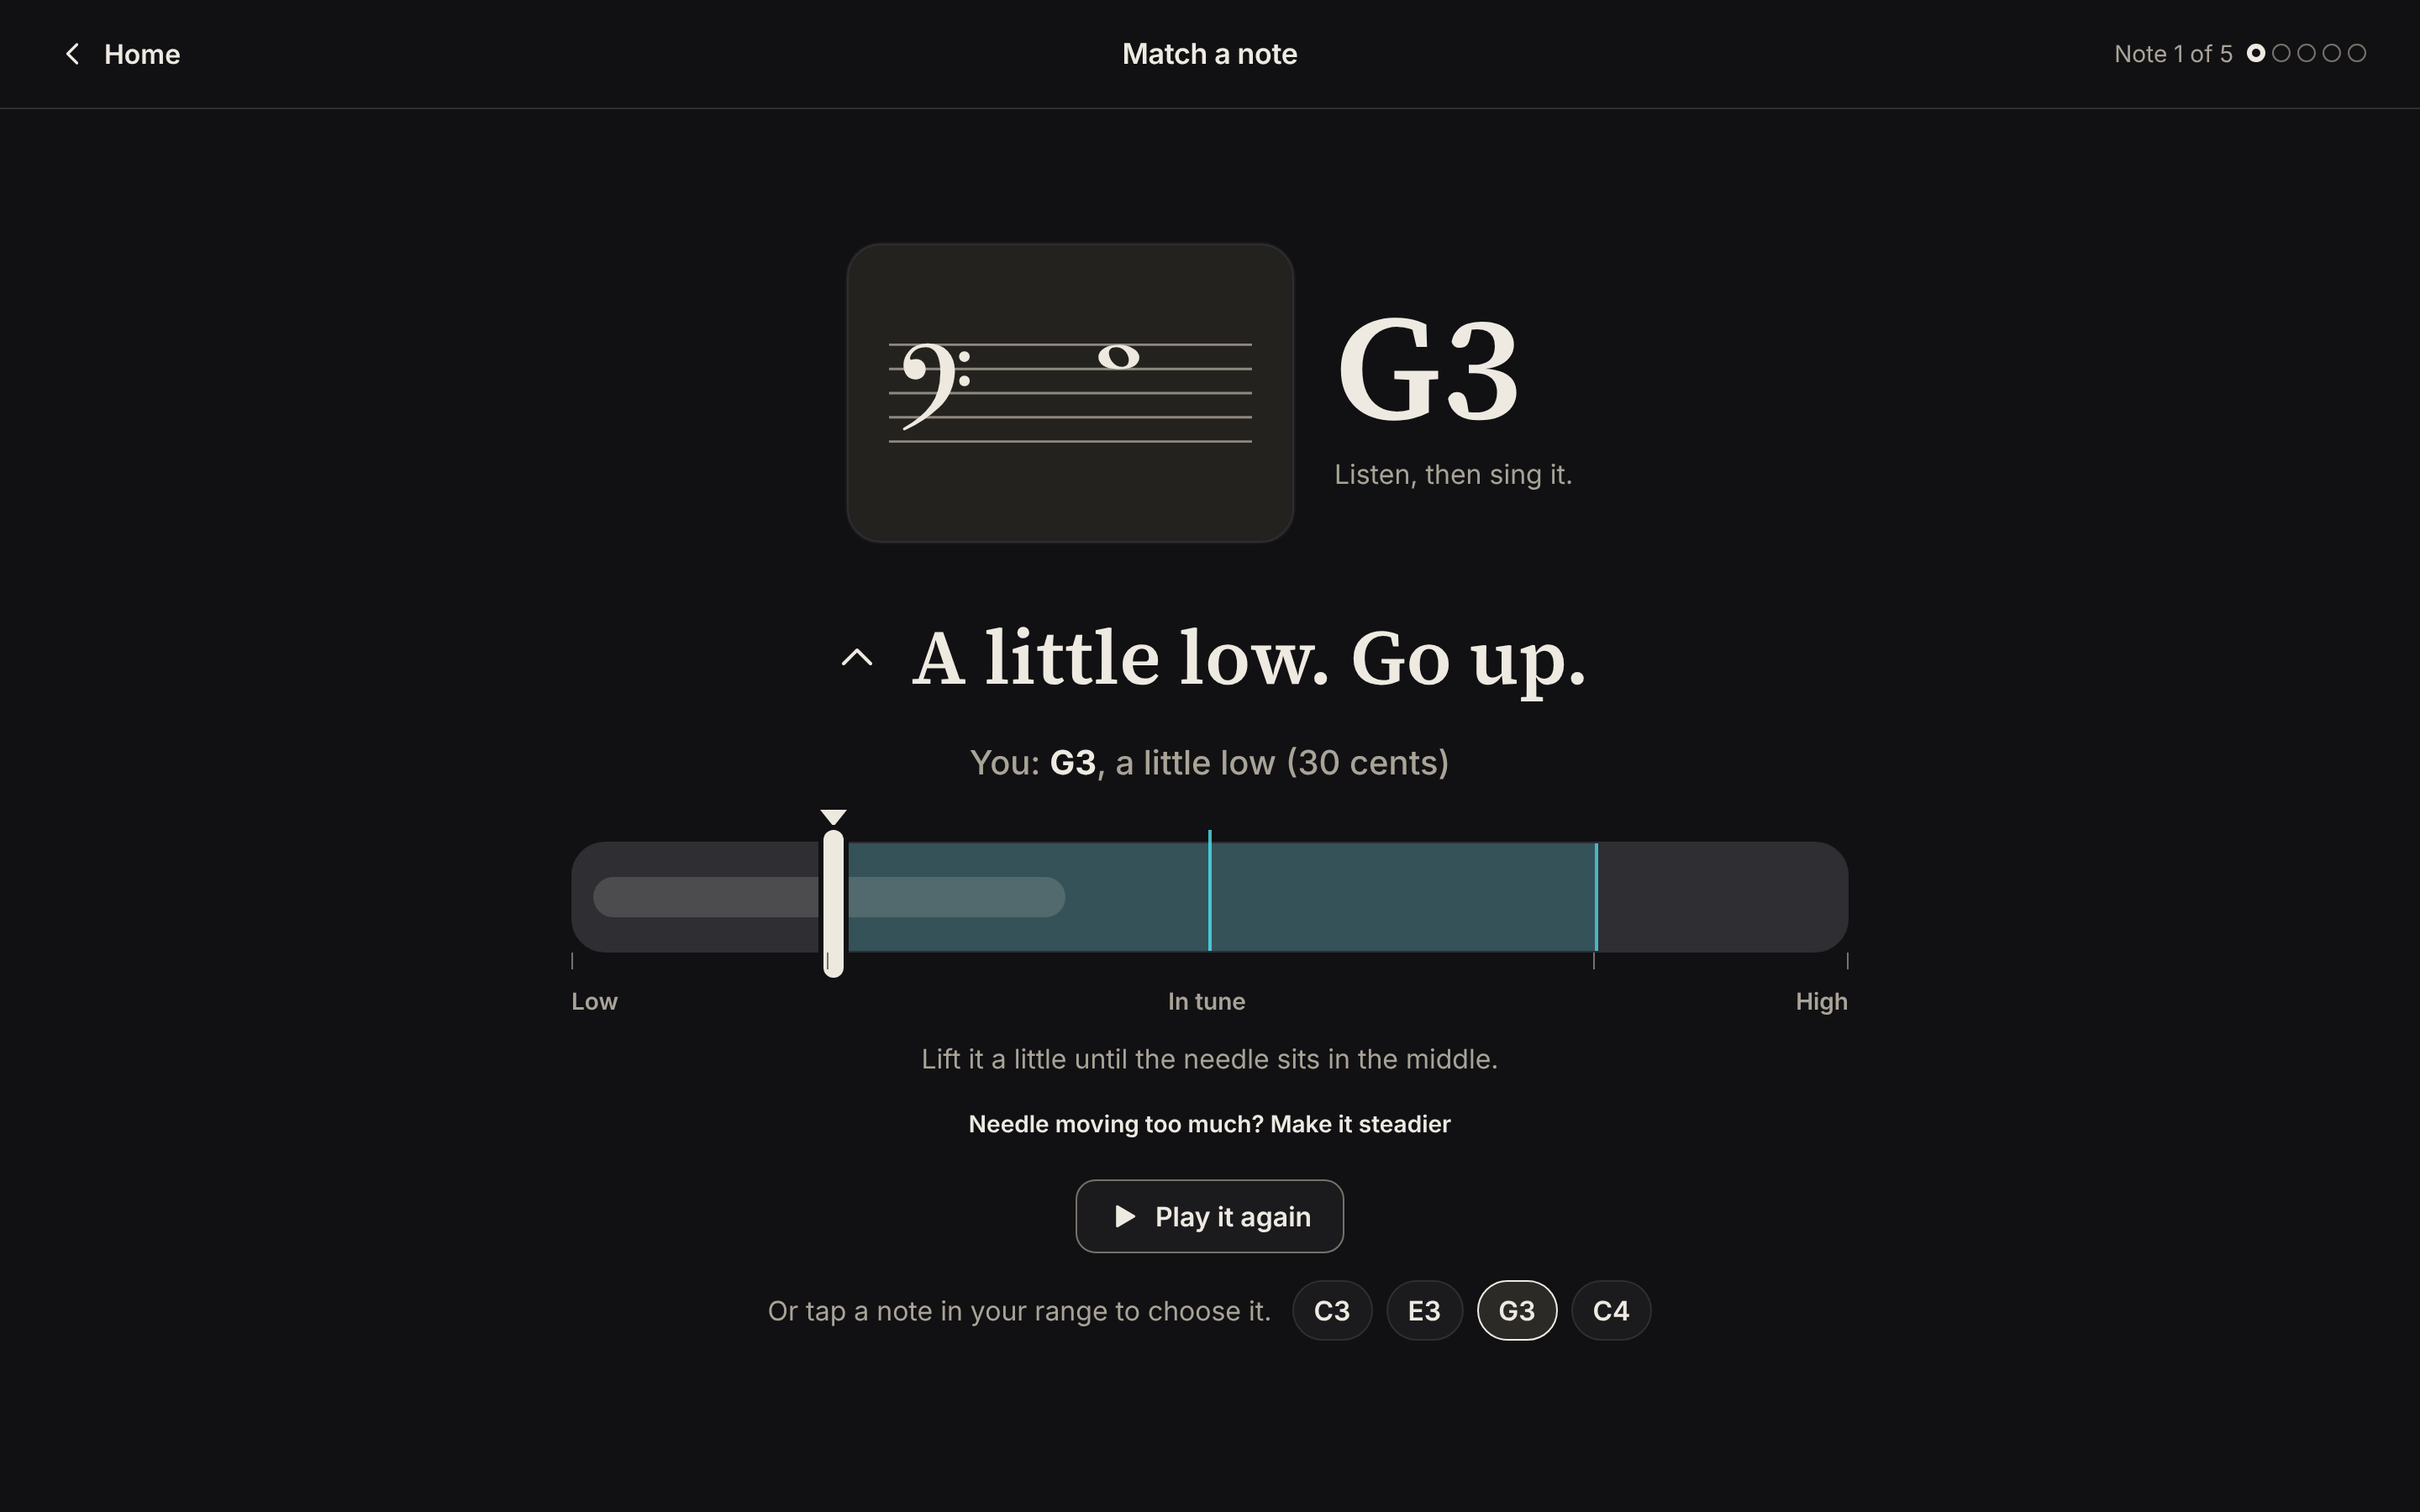 Home
Match a note
Note 1 of 5
G3
Listen, then sing it.
A little low. Go up.
You: G3, a little low (30 cents)
Low In tune High
Lift it a little until the needle sits in the middle.
Needle moving too much? Make it steadier
Play it again
Or tap a note in your range to choose it. C3 E3 G3 C4